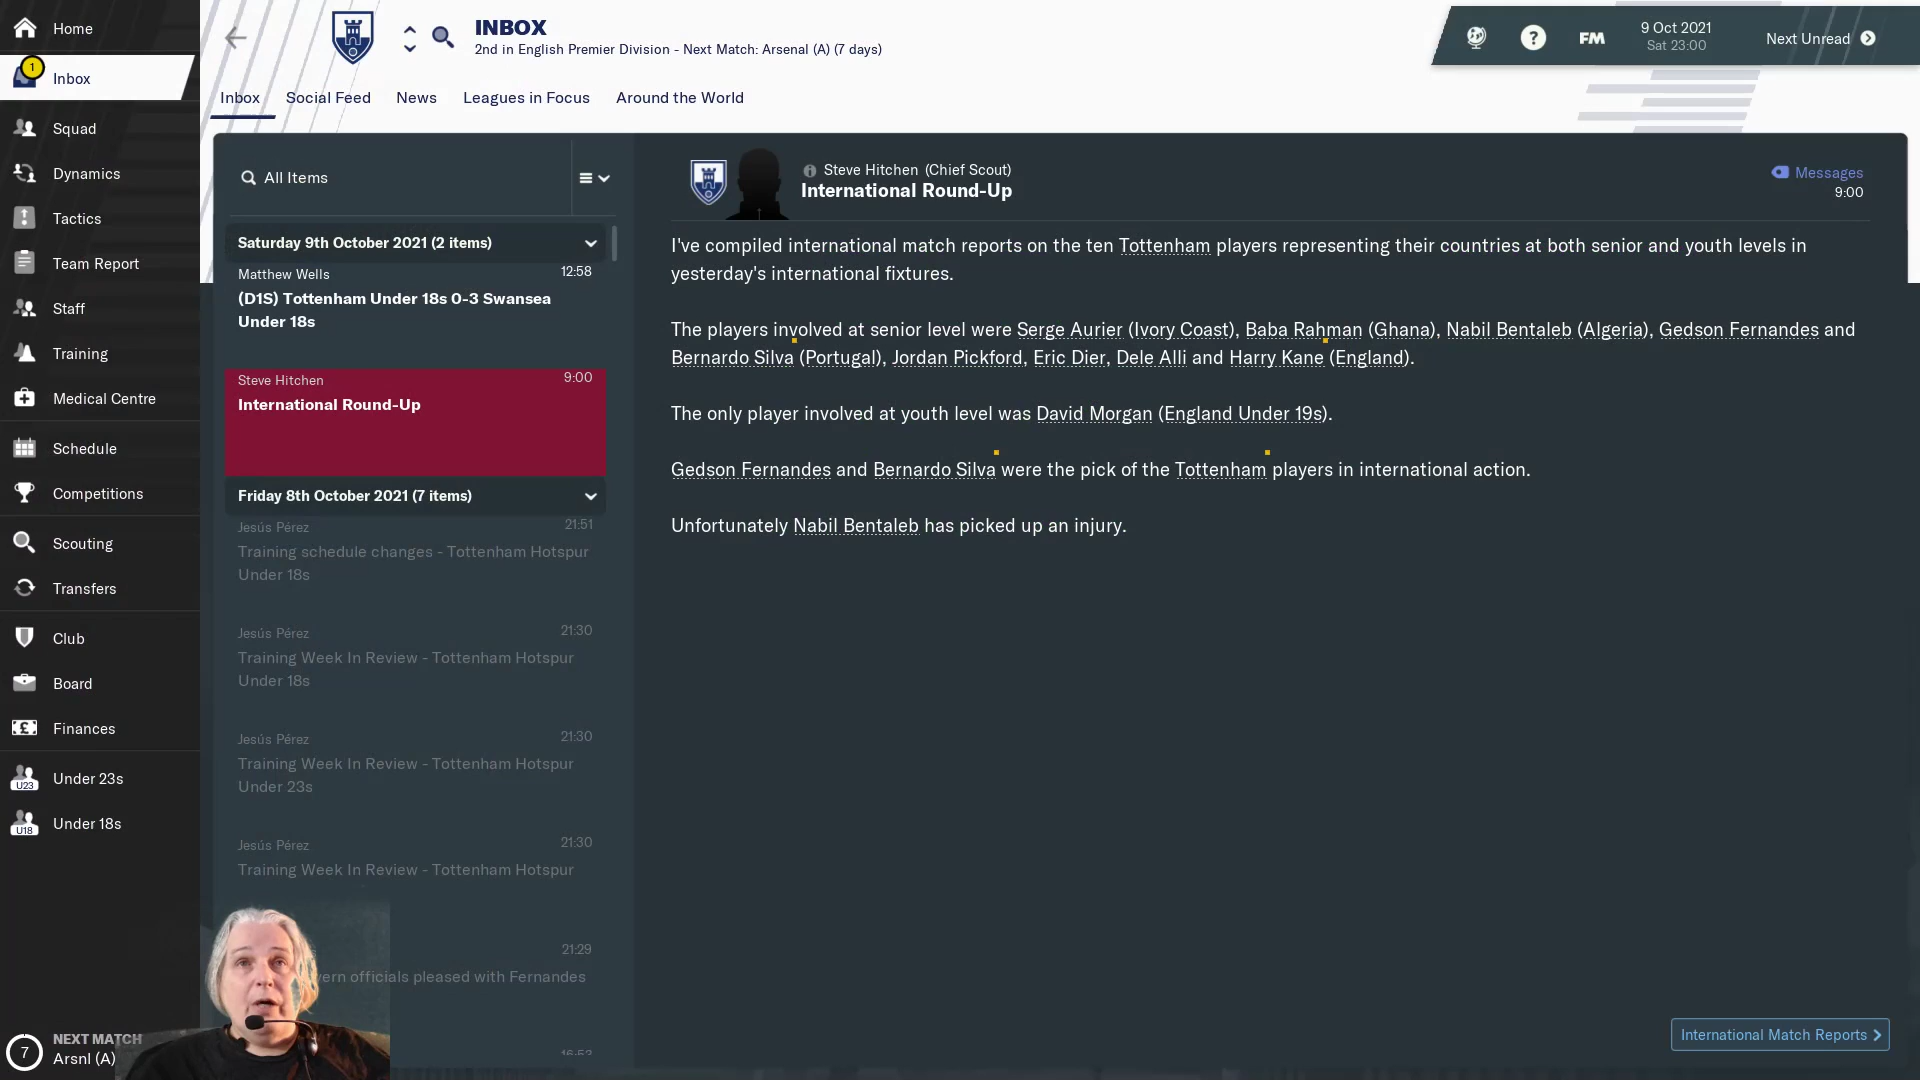 Home
1
Inbox
Squad
Dynamics
Tactics
Team Report
Staff
Training
Medical Centre
Schedule
Competitions
Scouting
Transfers
Club
Board
Finances
U23
Under 23s
U18
Under 18s
7
NEXT MATCH
Arsnl (A)
INBOX
2nd in English Premier Division - Next Match: Arsenal (A) (7 days)
?
FM
9 Oct 2021
Sat 23:00
Next Unread
Inbox
Social Feed
News
Leagues in Focus
Around the World
All Items
Saturday 9th October 2021 (2 items)
Matthew Wells
12:58
(D1S) Tottenham Under 18s 0-3 Swansea
Under 18s
Steve Hitchen
9:00
International Round-Up
Friday 8th October 2021 (7 items)
Jesús Pérez
21:51
Training schedule changes - Tottenham Hotspur
Under 18s
Jesús Pérez
21:30
Training Week In Review - Tottenham Hotspur
Under 18s
Jesús Pérez
21:30
Training Week In Review - Tottenham Hotspur
Under 23s
Jesús Pérez
21:30
Training Week In Review - Tottenham Hotspur
21:29
officials pleased with Fernandes
Steve Hitchen (Chief Scout)
International Round-Up
Messages
9:00
I've compiled international match reports on the ten Tottenham players representing their countries at both senior and youth levels in
yesterday's international fixtures.
The players involved at senior level were Serge Aurier (Ivory Coast), Baba Rahman (Ghana), Nabil Bentaleb (Algeria), Gedson Fernandes and
Bernardo Silva (Portugal), Jordan Pickford, Eric Dier, Dele Alli and Harry Kane (England).
The only player involved at youth level was David Morgan (England Under 19s).
Gedson Fernandes and Bernardo Silva were the pick of the Tottenham players in international action.
Unfortunately Nabil Bentaleb has picked up an injury.
International Match Reports